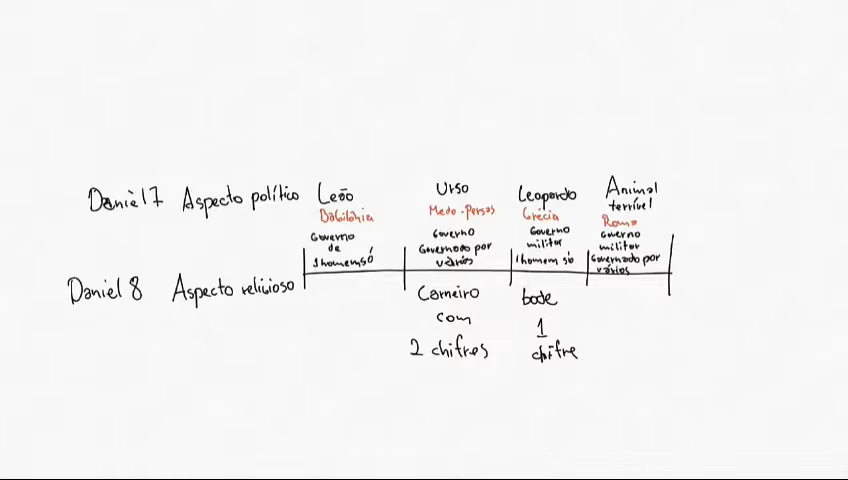 Daniel 7 Aspecto político Leão Urso Leopardo Animal terrível
Babilônia Medo-Persas Grécia Roma
Governo de 1 homem só
Governo Governado por vários
Governo militar 1 homem só
Governo militar Governado por vários
Daniel 8 Aspecto religioso Carneiro bode
com 1
2 chifres chifre